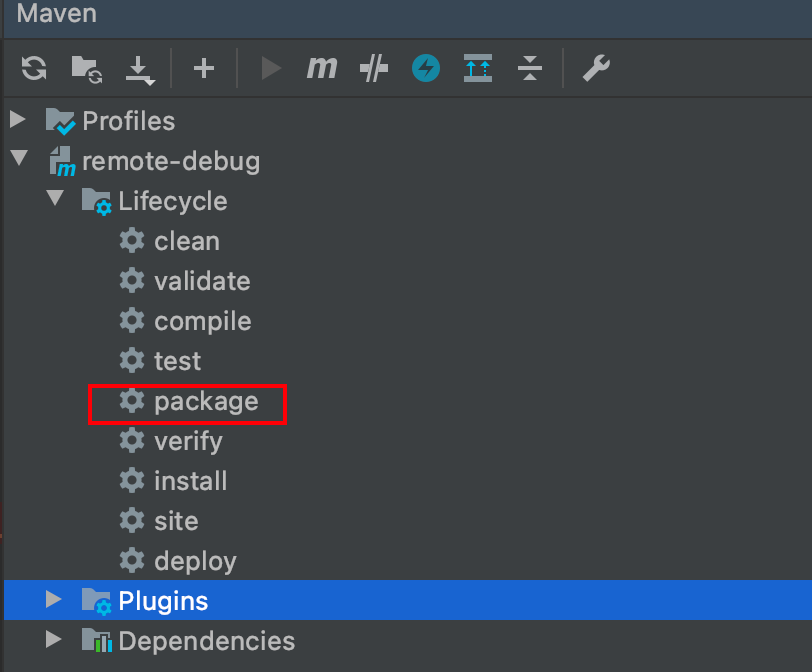 Maven
m
Profiles
remote-debug
Lifecycle
clean
validate
compile
test
package
verify
install
site
deploy
Plugins
Dependencies